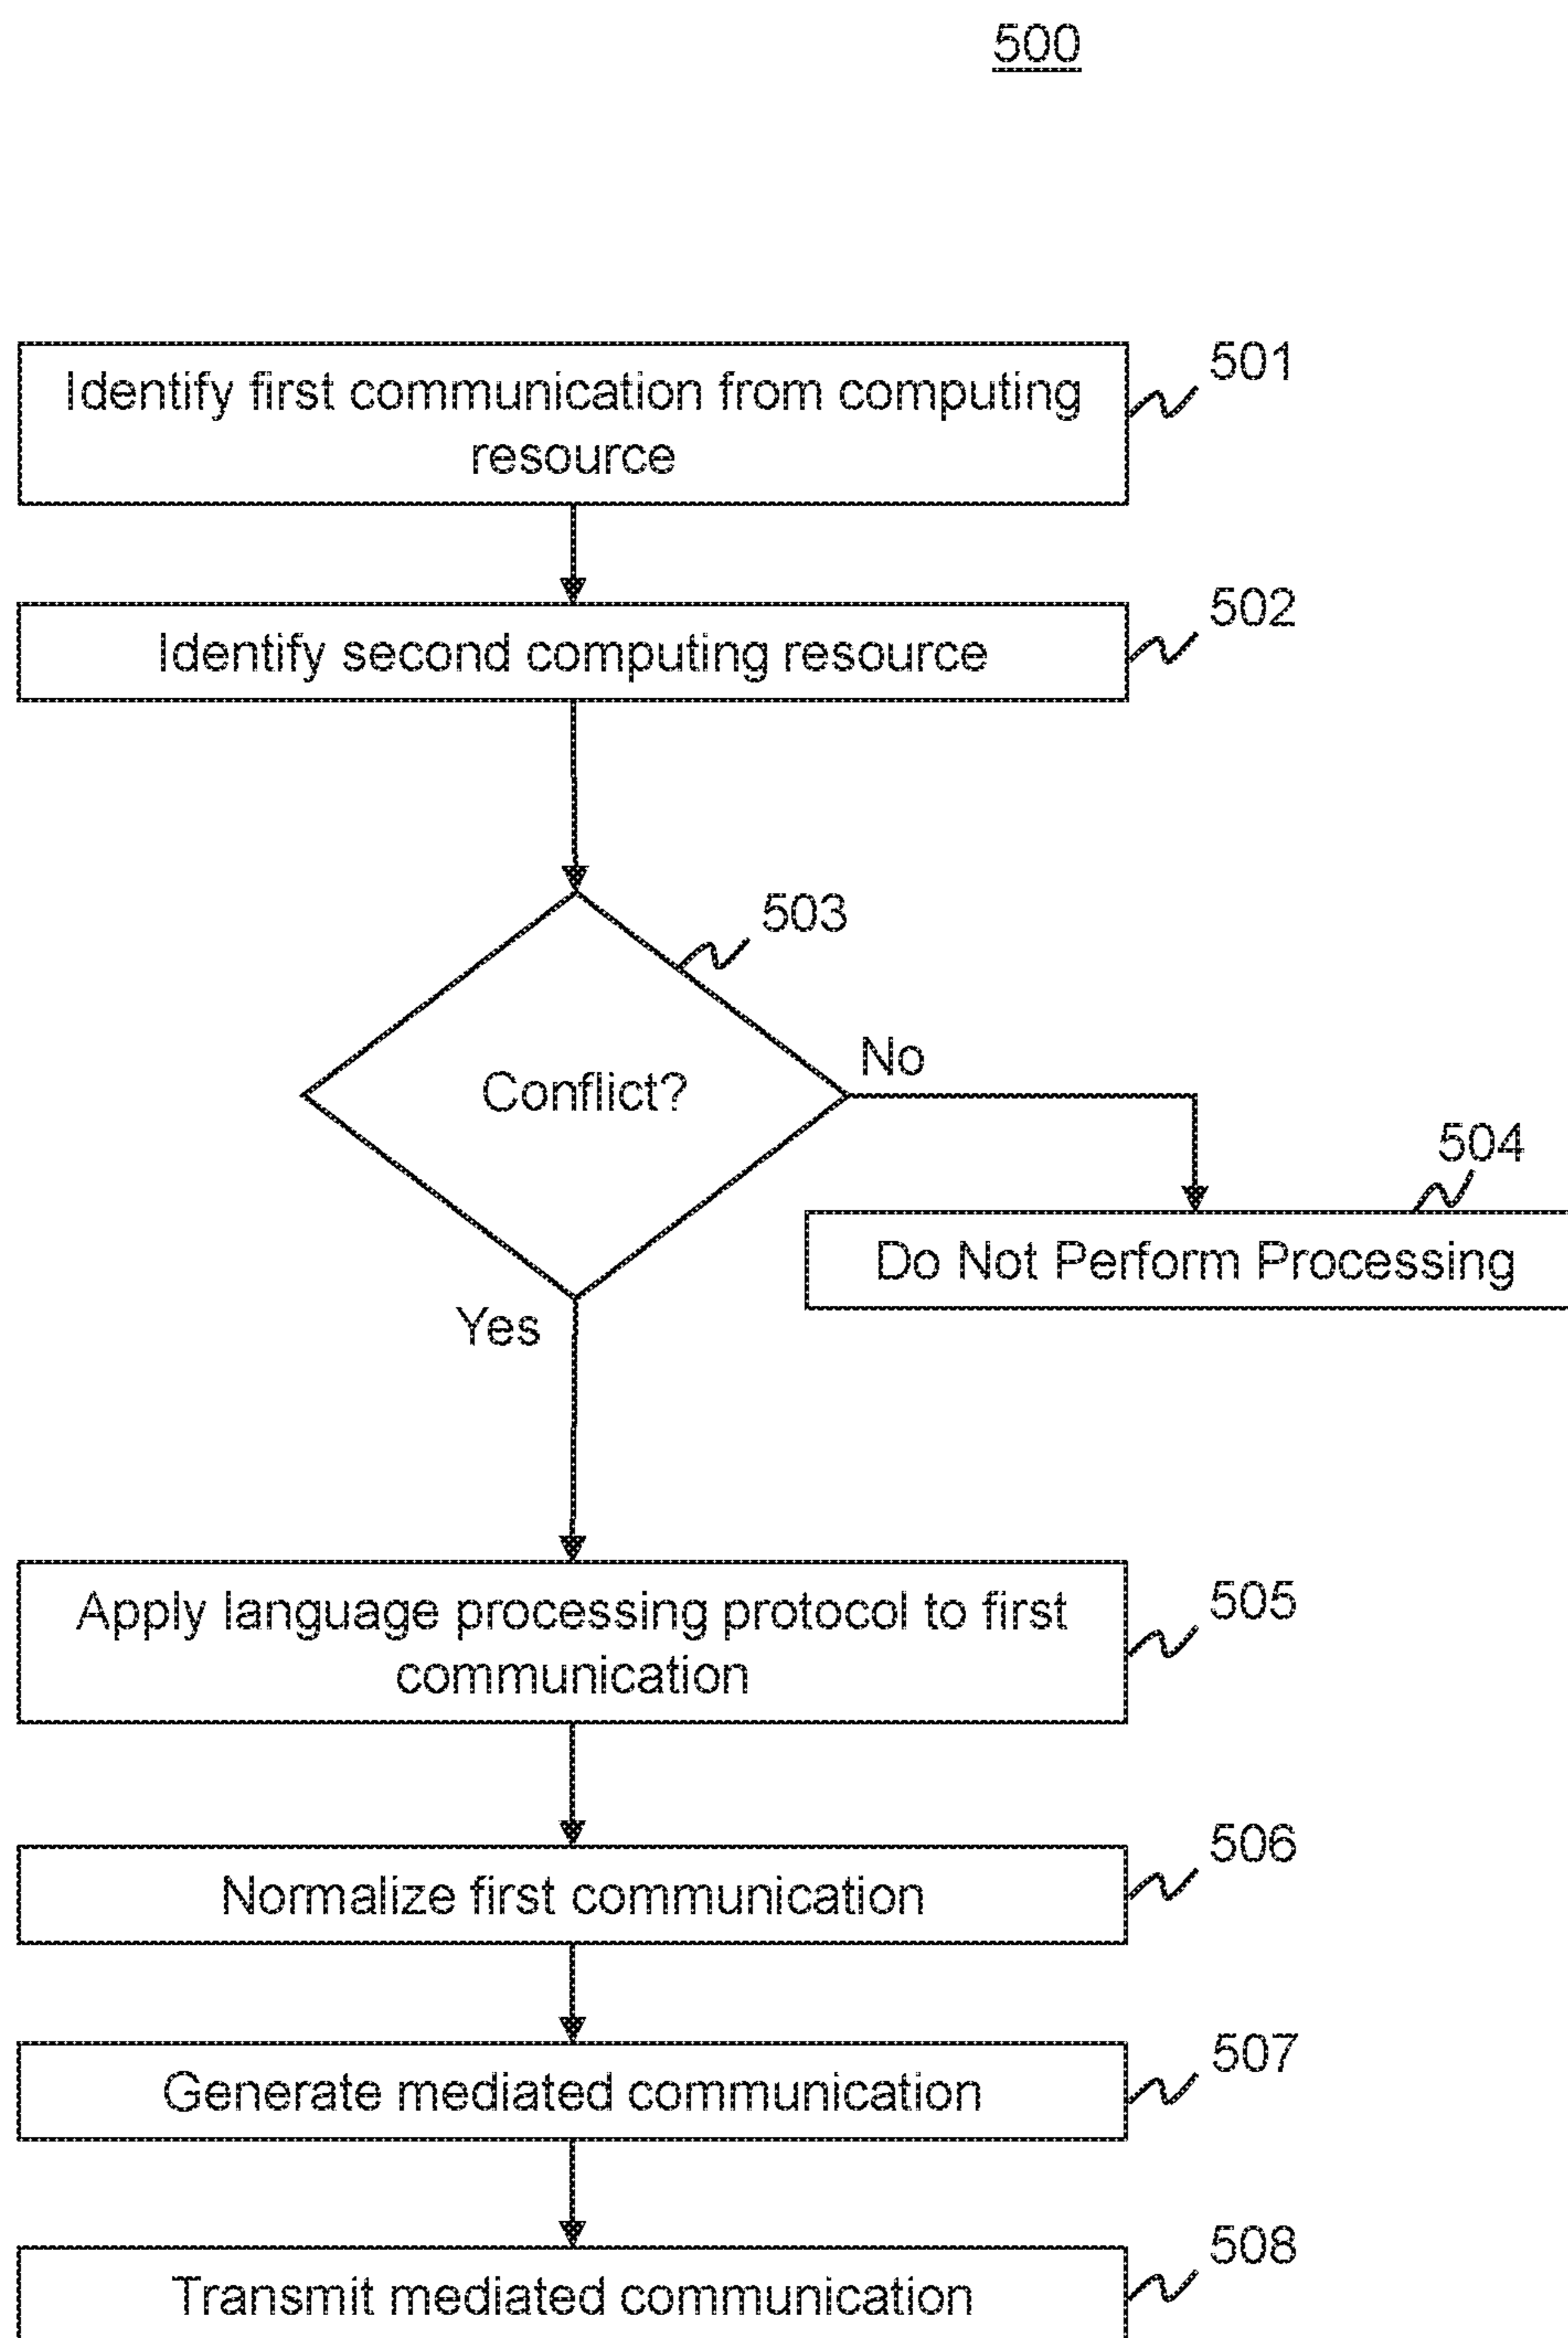 500
Identify first communication from computing
resource
501
Identify second computing resource
502
503
Conflict?
No
504
Do Not Perform Processing
Yes
Apply language processing protocol to first
communication
505
Normalize first communication
506
Generate mediated communication
507
Transmit mediated communication
508